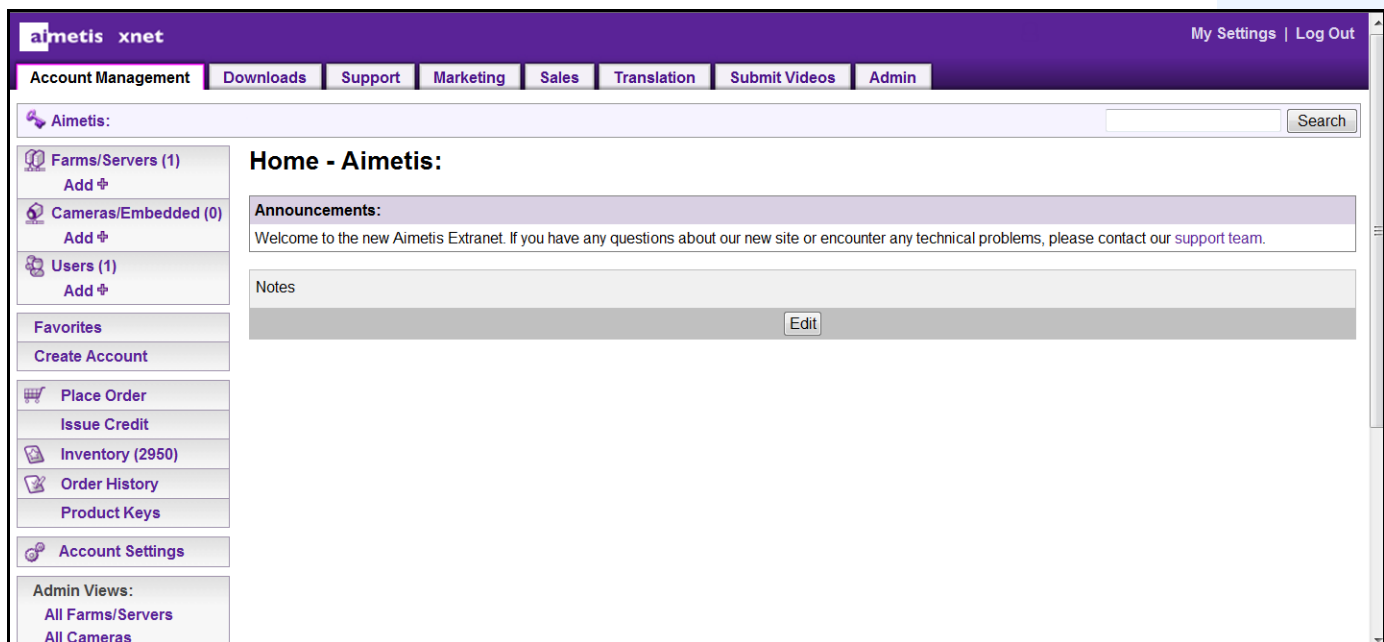 aimetis xnet
My Settings | Log Out
Account Management
Downloads
Support
Marketing
Sales
Translation
Submit Videos
Admin
Aimetis:
Search
Farms/Servers (1)
Add
Cameras/Embedded (0)
Add
Users (1)
Add
Favorites
Create Account
Place Order
Issue Credit
Inventory (2950)
Order History
Product Keys
Account Settings
Admin Views:
All Farms/Servers
All Cameras
Home - Aimetis:
Announcements:
Welcome to the new Aimetis Extranet. If you have any questions about our new site or encounter any technical problems, please contact our support team.
Notes
Edit